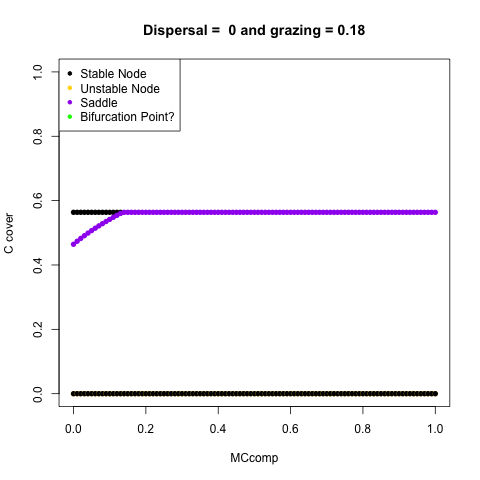 Dispersal =  0 and grazing = 0.18
Stable Node
Unstable Node
Saddle
Bifurcation Point?
C cover
1.0
0.8
0.6
0.4
0.2
0.0
0.0 0.2 0.4 0.6 0.8 1.0
MCcomp